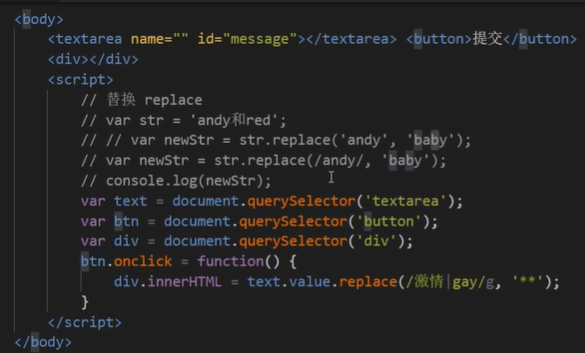 <body>
<textarea name="" id="message"></textarea> <button>提交</button>
<div></div>
<script>
// 替换 replace
// var str = 'andy和red';
// // var newStr = str.replace('andy', 'baby');
// var newStr = str.replace(/andy/, 'baby');
// console.log(newStr);
var text = document.querySelector('textarea');
var btn = document.querySelector('button');
var div = document.querySelector('div');
btn.onclick = function() {
div.innerHTML = text.value.replace(/激情|gay/g, '**');
}
</script>
</body>